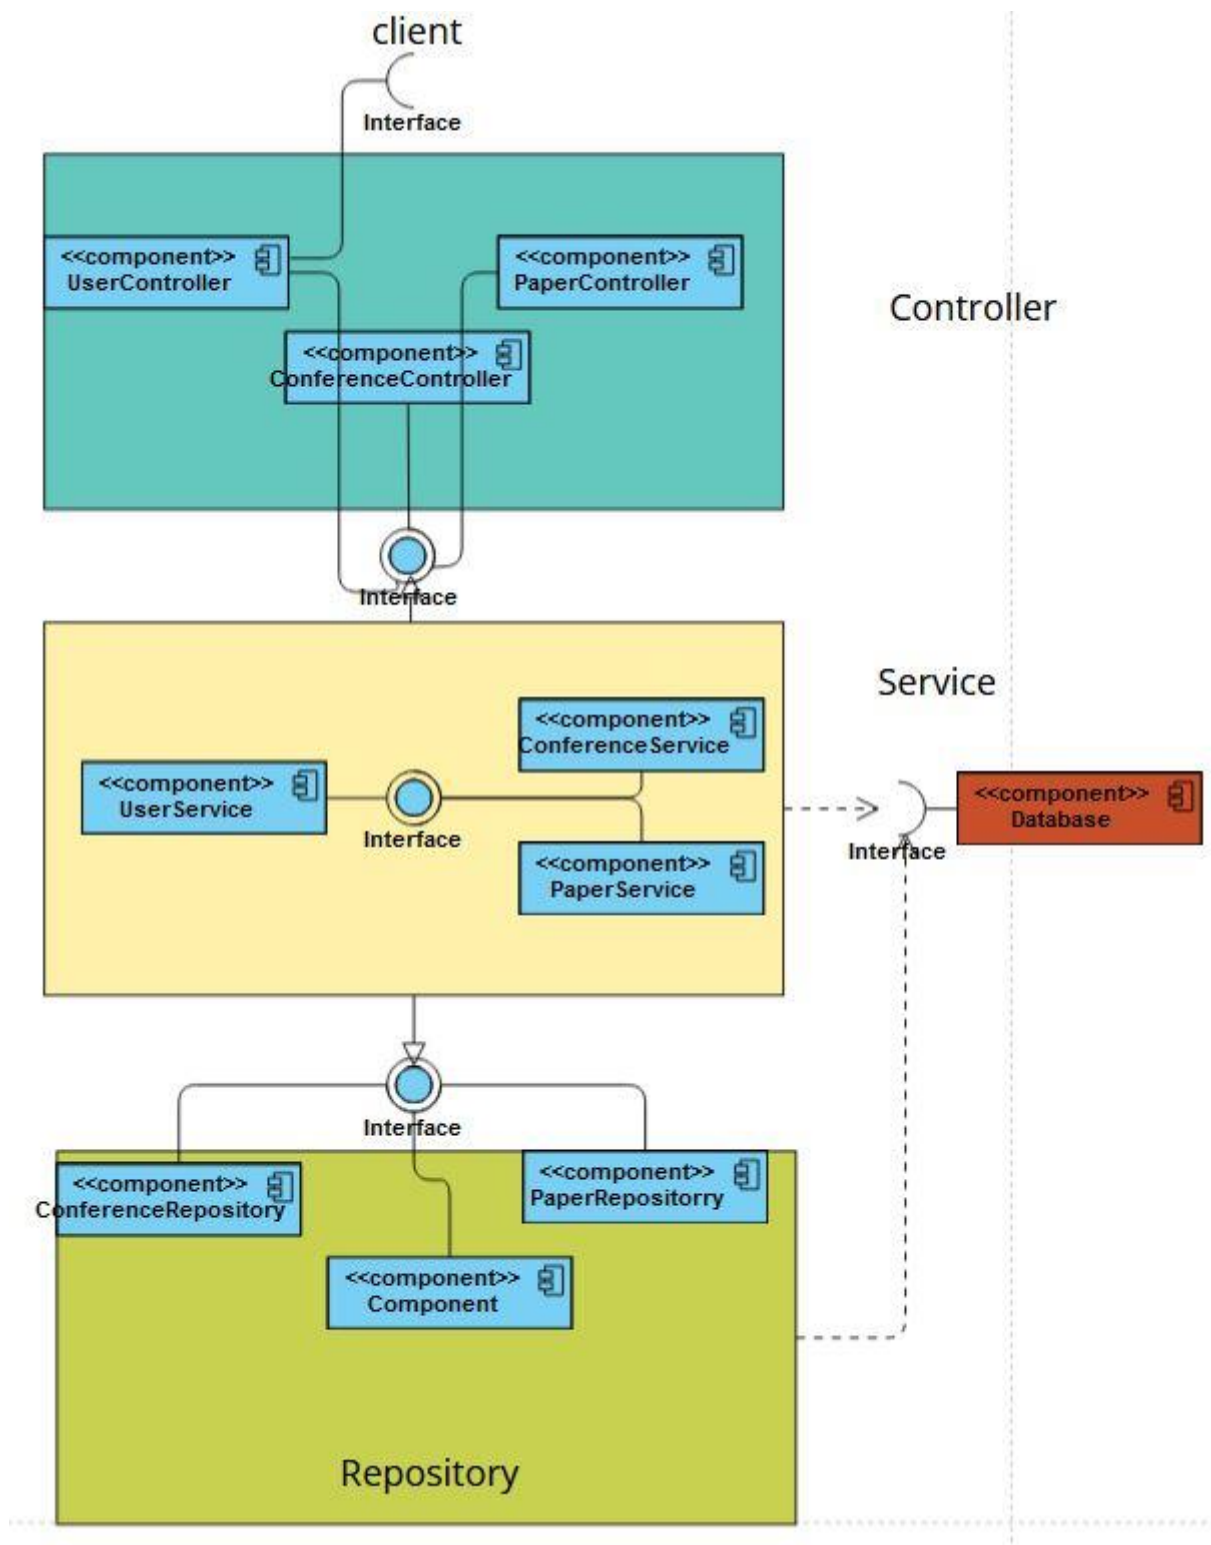 client
Interface
<<component>>
UserController
<<component>>
PaperController
Controller
<<component>>
ConferenceController
Interface
Service
<<component>>
ConferenceService
<<component>>
UserService
Interface
<<component>>
PaperService
<<component>>
Database
Interface
Interface
<<component>>
ConferenceRepository
<<component>>
PaperRepositorry
<<component>>
Component
Repository